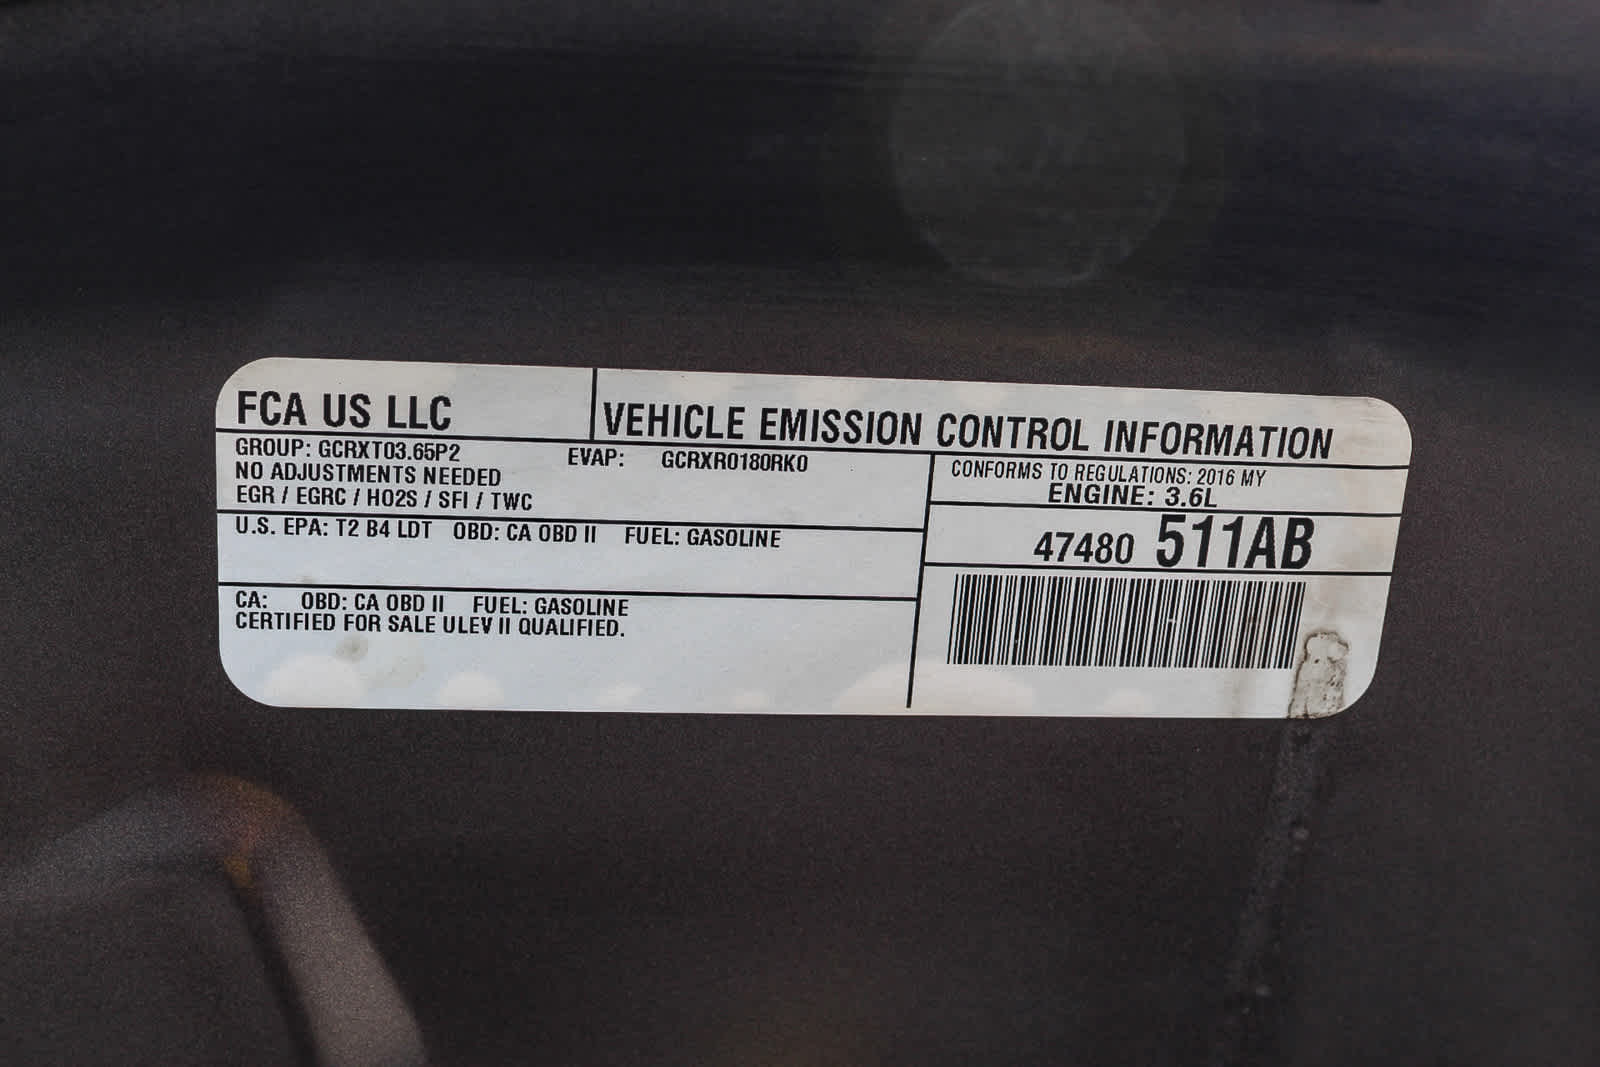 FCA US LLC
VEHICLE EMISSION CONTROL INFORMATION
GROUP: GCRXT03.65P2
EVAP: GCRXR0180RK0
NO ADJUSTMENTS NEEDED
EGR / EGRC / HO2S / SFI / TWC
CONFORMS TO REGULATIONS: 2016 MY
ENGINE: 3.6L
U.S. EPA: T2 B4 LDT OBD: CA OBD II FUEL: GASOLINE
47480 511AB
CA: OBD: CA OBD II FUEL: GASOLINE
CERTIFIED FOR SALE ULEV II QUALIFIED.